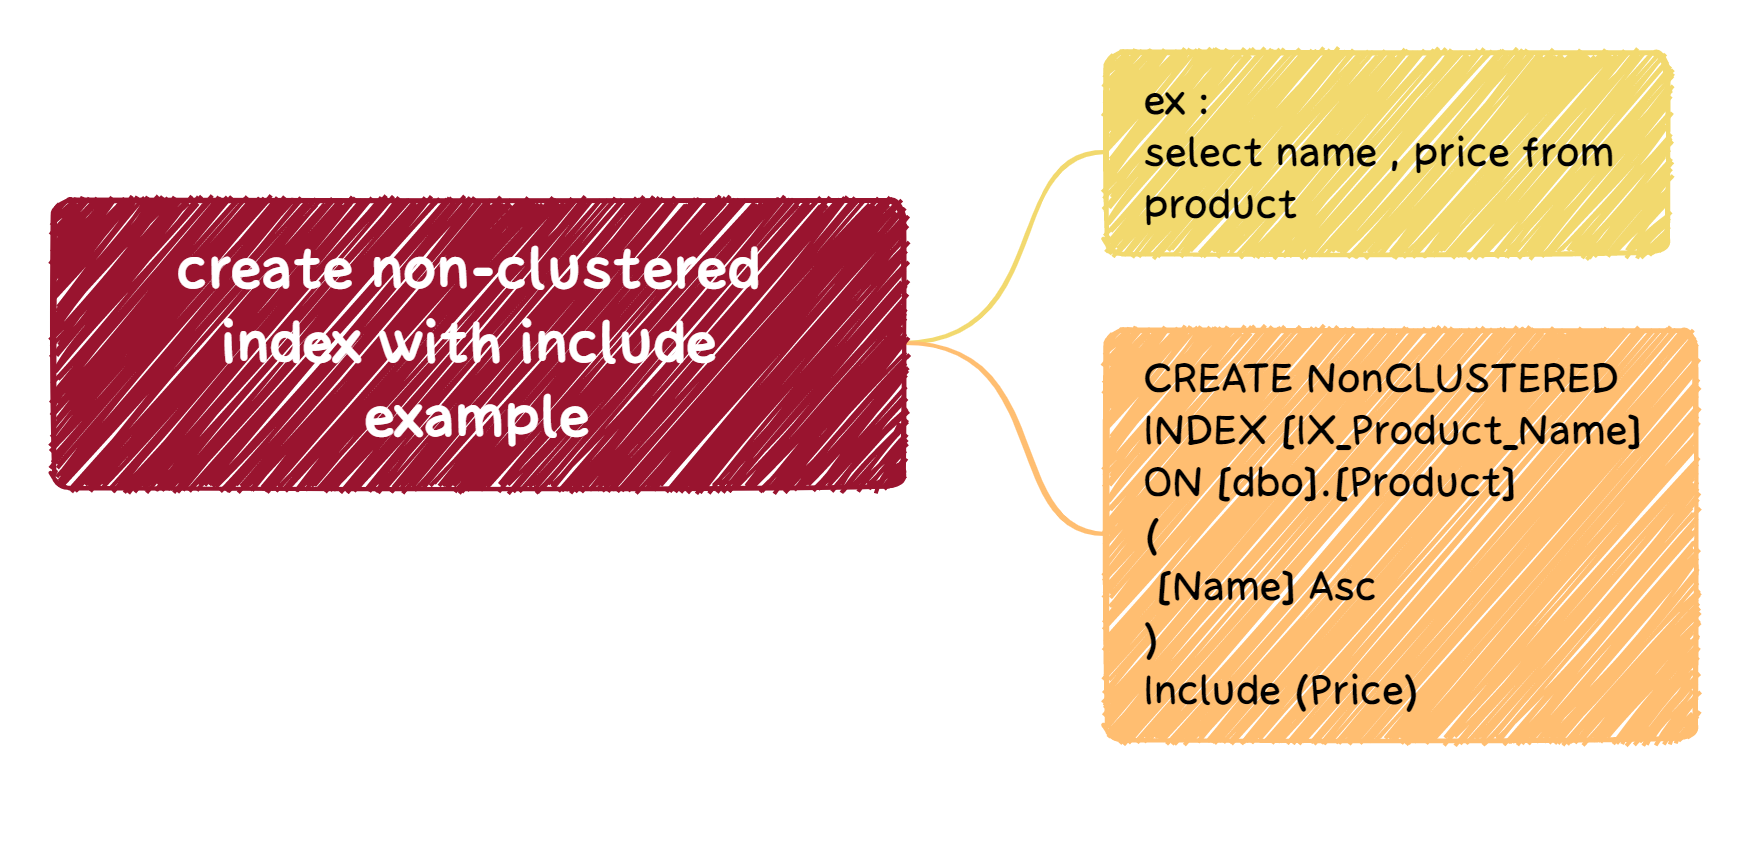 create non-clustered
index with include
example
ex :
select name , price from
product
CREATE NonCLUSTERED
INDEX [IX_Product_Name]
ON [dbo].[Product]
(
[Name] Asc
)
Include (Price)